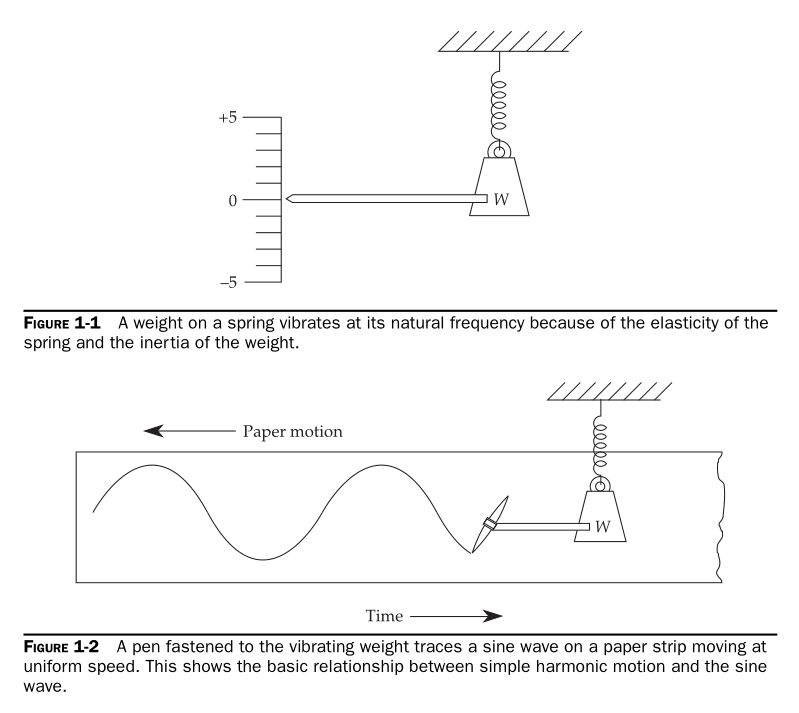 +5
0
W
−5
FIGURE 1-1 A weight on a spring vibrates at its natural frequency because of the elasticity of the
spring and the inertia of the weight.
Paper motion
W
Time
FIGURE 1-2 A pen fastened to the vibrating weight traces a sine wave on a paper strip moving at
uniform speed. This shows the basic relationship between simple harmonic motion and the sine
wave.